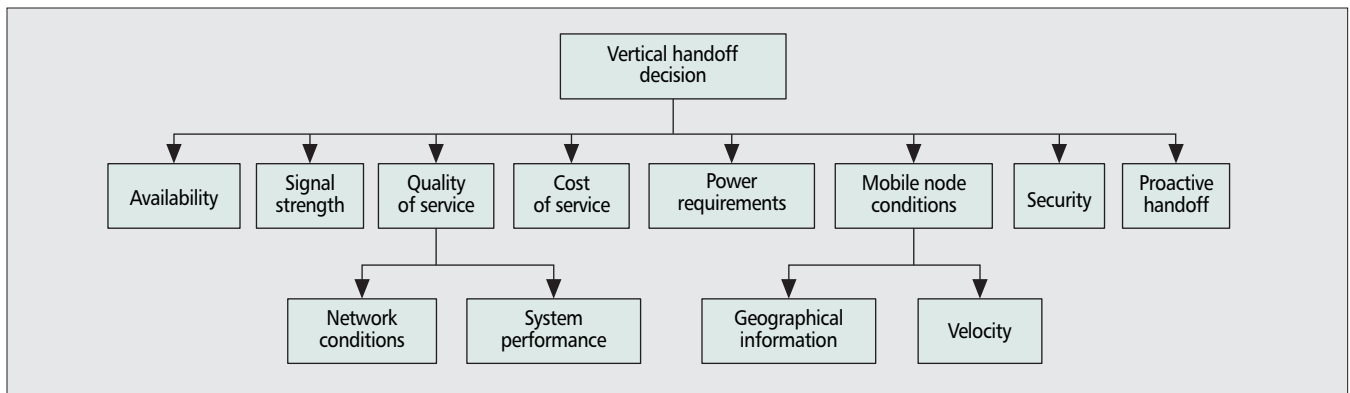 Vertical handoff
decision
Availability
Signal
strength
Quality
of service
Cost
of service
Power
requirements
Mobile node
conditions
Security
Proactive
handoff
Network
conditions
System
performance
Geographical
information
Velocity